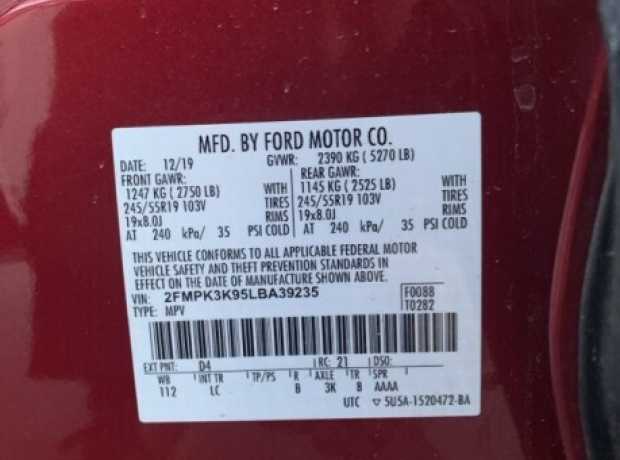 MFD. BY FORD MOTOR CO.
DATE: 12/19 GVWR: 2390 KG ( 5270 LB)
FRONT GAWR: REAR GAWR:
1247 KG ( 2750 LB) WITH 1145 KG ( 2525 LB) WITH
245/55R19 103V TIRES 245/55R19 103V TIRES
19x8.0J RIMS 19x8.0J RIMS
AT 240 kPa/ 35 PSI COLD AT 240 kPa/ 35 PSI COLD
THIS VEHICLE CONFORMS TO ALL APPLICABLE FEDERAL MOTOR
VEHICLE SAFETY AND THEFT PREVENTION STANDARDS IN
EFFECT ON THE DATE OF MANUFACTURE SHOWN ABOVE.
VIN: 2FMPK3K95LBA39235 F0088
TYPE: MPV T0282
EXT PNT: D4 RC: 21 DSO:
WB INT TR TP/PS R AXLE TR SPR
112 LC B 3K B AAAA
UTC 5U5A-1520472-BA